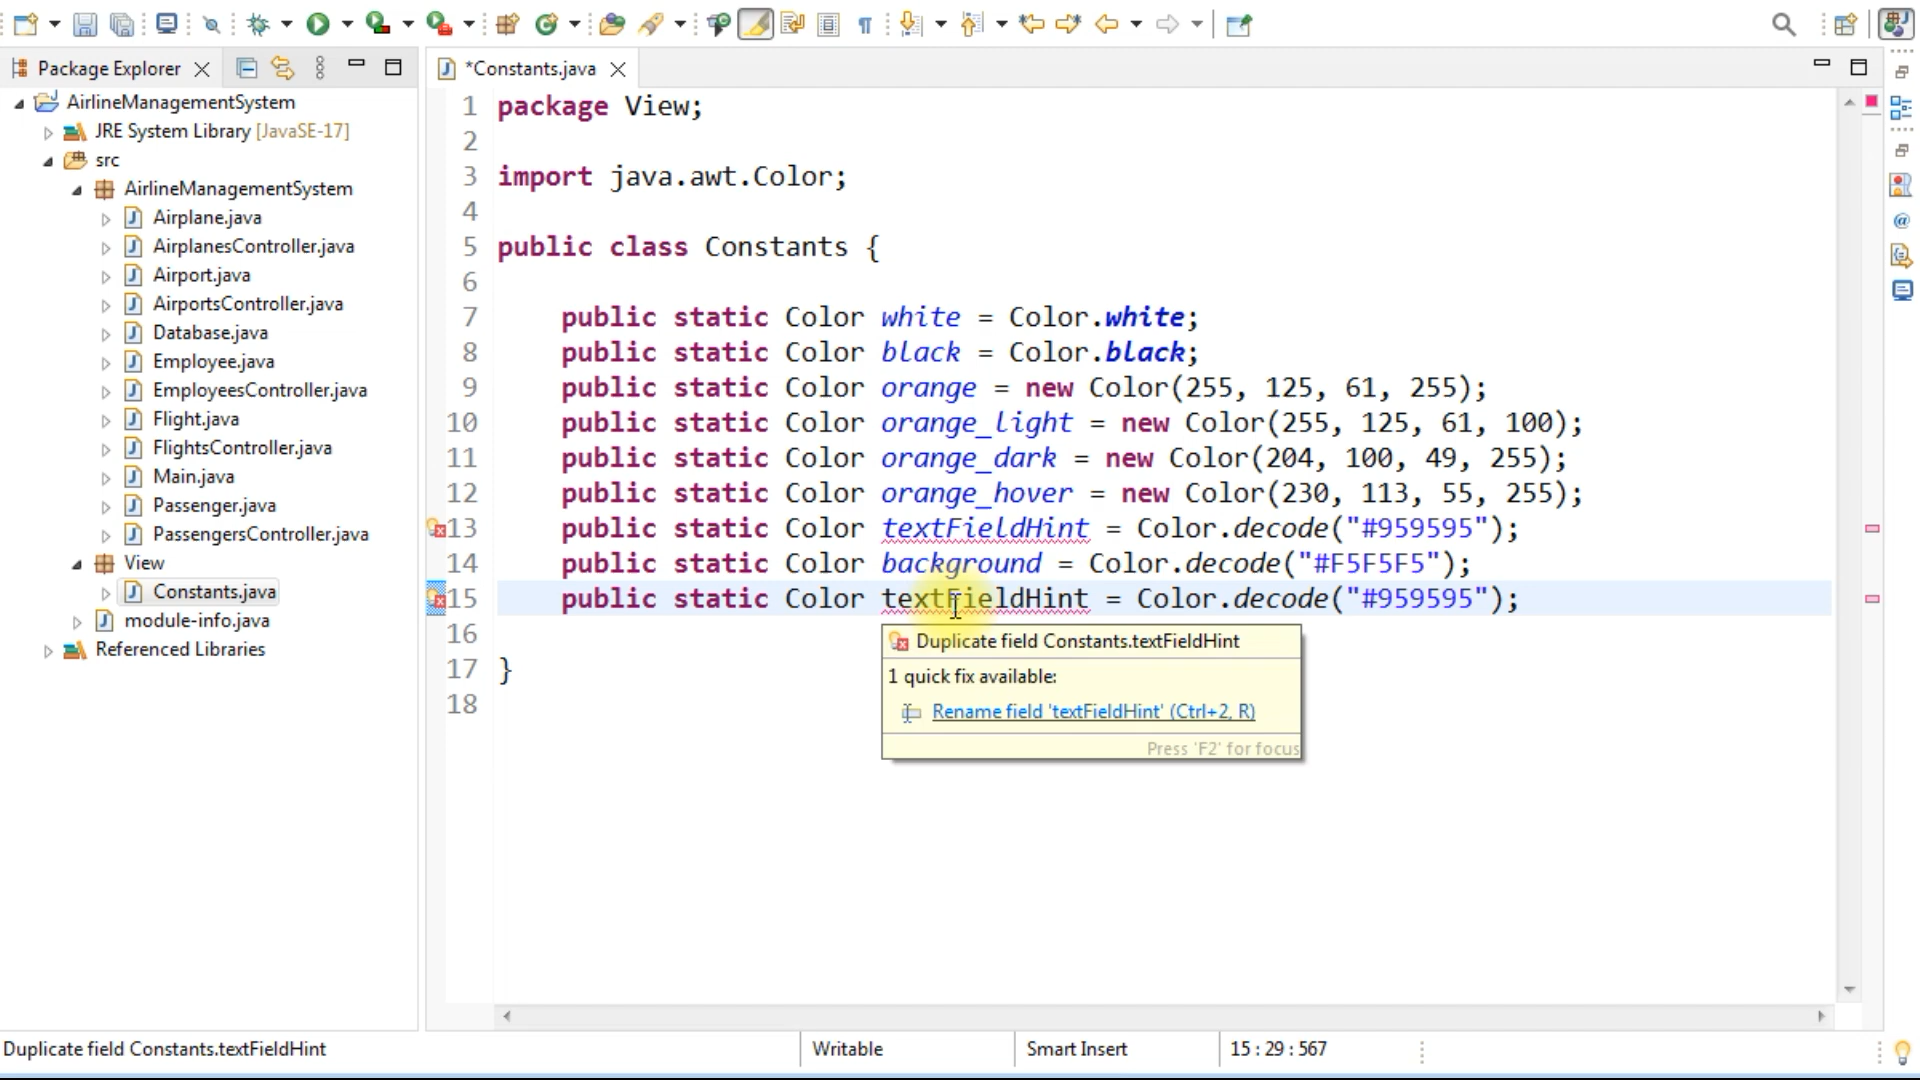 Package Explorer
AirlineManagementSystem
JRE System Library [JavaSE-17]
src
AirlineManagementSystem
Airplane.java
AirplanesController.java
Airport.java
AirportsController.java
Database.java
Employee.java
EmployeesController.java
Flight.java
FlightsController.java
Main.java
Passenger.java
PassengersController.java
View
Constants.java
module-info.java
Referenced Libraries
*Constants.java
1 package View;
2
3 import java.awt.Color;
4
5 public class Constants {
6
7 public static Color white = Color.white;
8 public static Color black = Color.black;
9 public static Color orange = new Color(255, 125, 61, 255);
10 public static Color orange_light = new Color(255, 125, 61, 100);
11 public static Color orange_dark = new Color(204, 100, 49, 255);
12 public static Color orange_hover = new Color(230, 113, 55, 255);
13 public static Color textFieldHint = Color.decode("#959595");
14 public static Color background = Color.decode("#F5F5F5");
15 public static Color textFieldHint = Color.decode("#959595");
16
17 }
18
Duplicate field Constants.textFieldHint
1 quick fix available:
Rename field 'textFieldHint' (Ctrl+2, R)
Press 'F2' for focus
Duplicate field Constants.textFieldHint
Writable
Smart Insert
15 : 29 : 567